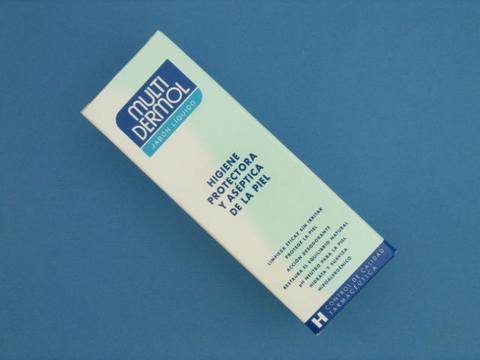 MULTI
DERMOL
JABÓN LÍQUIDO
HIGIENE
PROTECTORA
Y ASÉPTICA
DE LA PIEL
LIMPIEZA EFICAZ SIN IRRITAR
PROTEGE LA PIEL
ACCIÓN DESODORANTE
RESTAURA EL EQUILIBRIO NATURAL
pH NEUTRO PARA LA PIEL
HIDRATA Y SUAVIZA
HIPOALERGÉNICO
H CONTROL DE CALIDAD
FARMACEUTICA